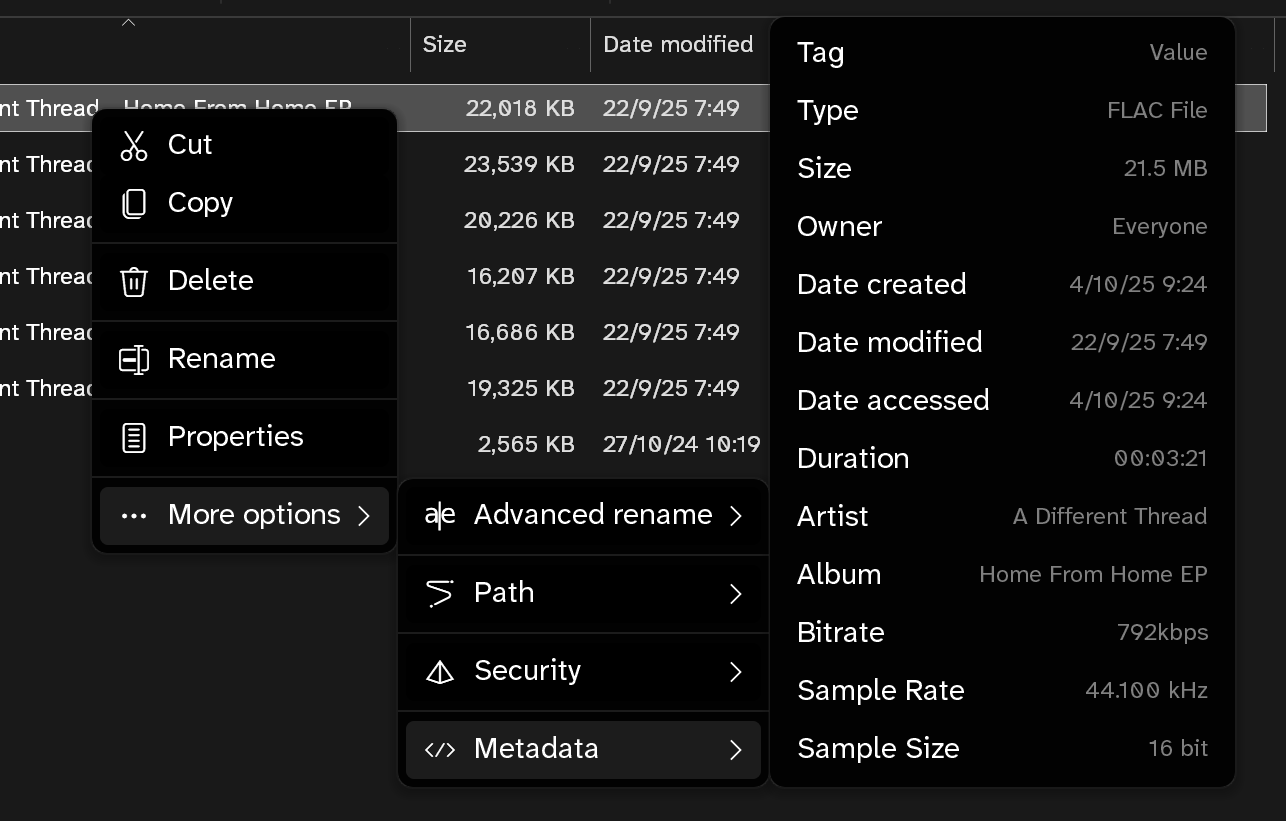 Size Date modified
nt Thread Home From Home EP 22,018 KB 22/9/25 7:49
nt Thread 23,539 KB 22/9/25 7:49
nt Thread 20,226 KB 22/9/25 7:49
nt Thread 16,207 KB 22/9/25 7:49
nt Thread 16,686 KB 22/9/25 7:49
nt Thread 19,325 KB 22/9/25 7:49
2,565 KB 27/10/24 10:19
Cut
Copy
Delete
Rename
Properties
More options
Advanced rename
Path
Security
Metadata
Tag Value
Type FLAC File
Size 21.5 MB
Owner Everyone
Date created 4/10/25 9:24
Date modified 22/9/25 7:49
Date accessed 4/10/25 9:24
Duration 00:03:21
Artist A Different Thread
Album Home From Home EP
Bitrate 792kbps
Sample Rate 44.100 kHz
Sample Size 16 bit